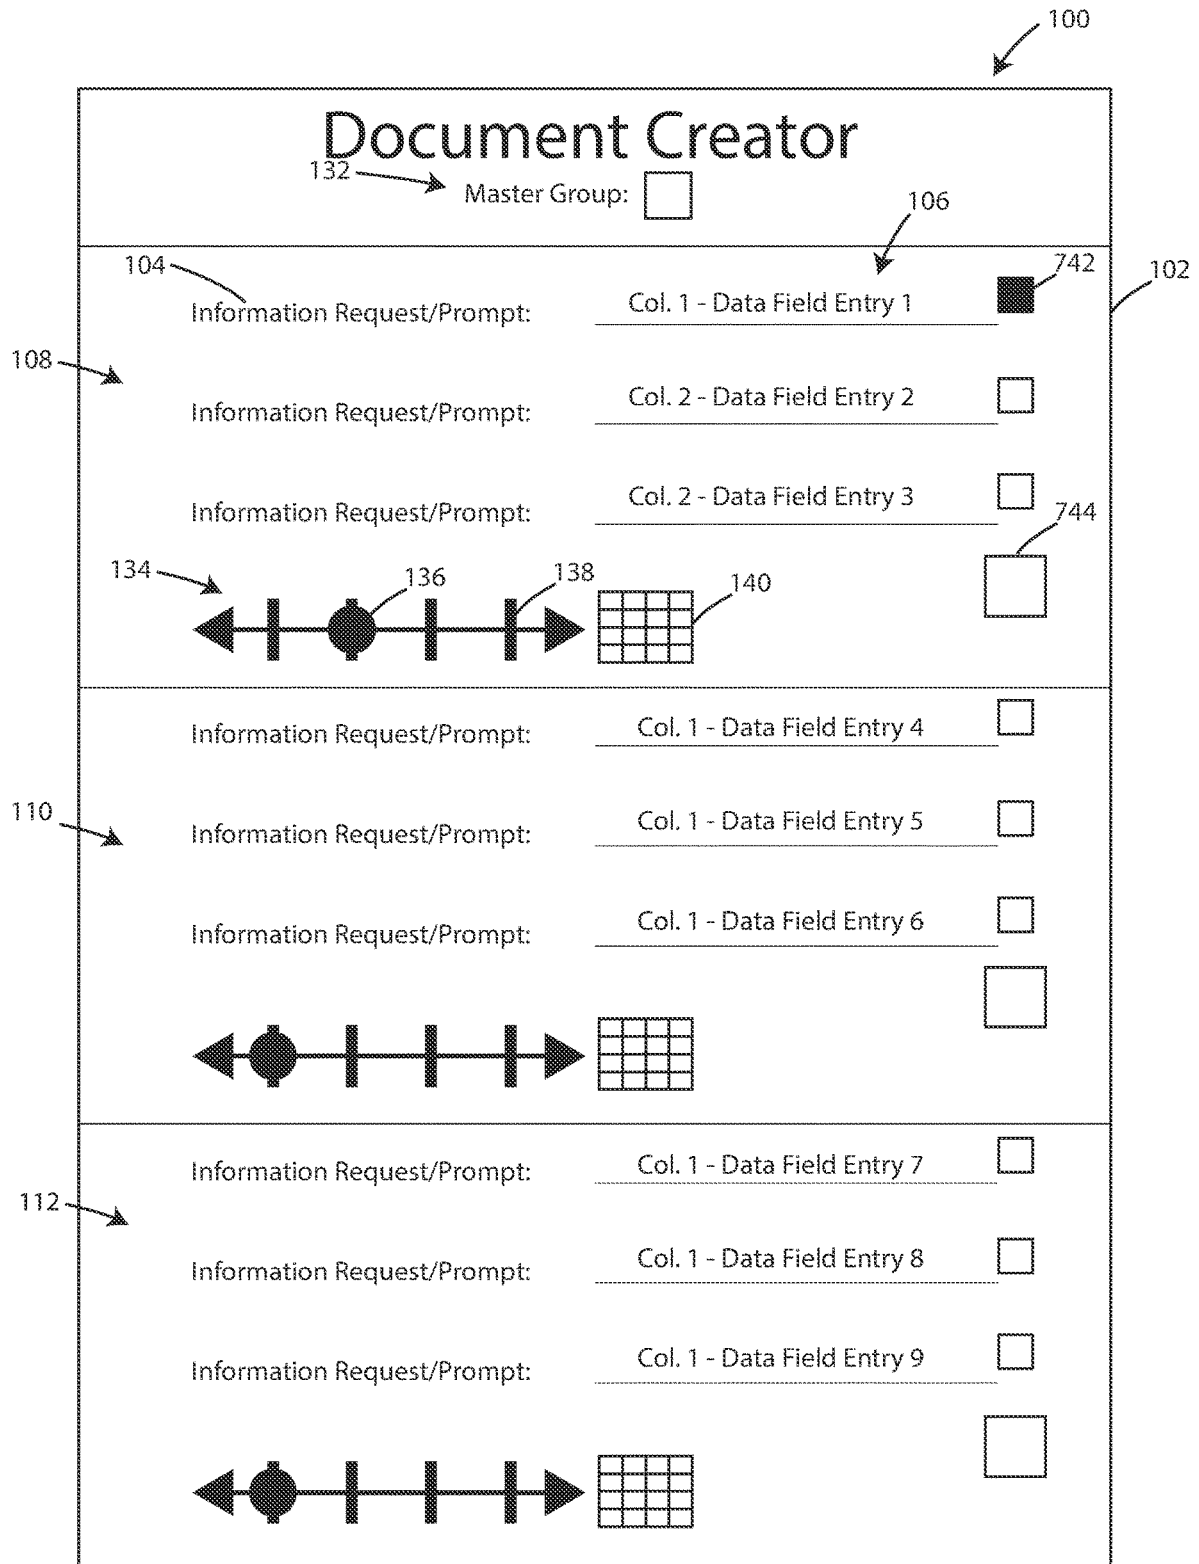 100
Document Creator
132
Master Group:
106
104
742
102
Information Request/Prompt: Col. 1 - Data Field Entry 1
108
Information Request/Prompt: Col. 2 - Data Field Entry 2
Information Request/Prompt: Col. 2 - Data Field Entry 3
744
134 136 138 140
Information Request/Prompt: Col. 1 - Data Field Entry 4
110
Information Request/Prompt: Col. 1 - Data Field Entry 5
Information Request/Prompt: Col. 1 - Data Field Entry 6
Information Request/Prompt: Col. 1 - Data Field Entry 7
112
Information Request/Prompt: Col. 1 - Data Field Entry 8
Information Request/Prompt: Col. 1 - Data Field Entry 9